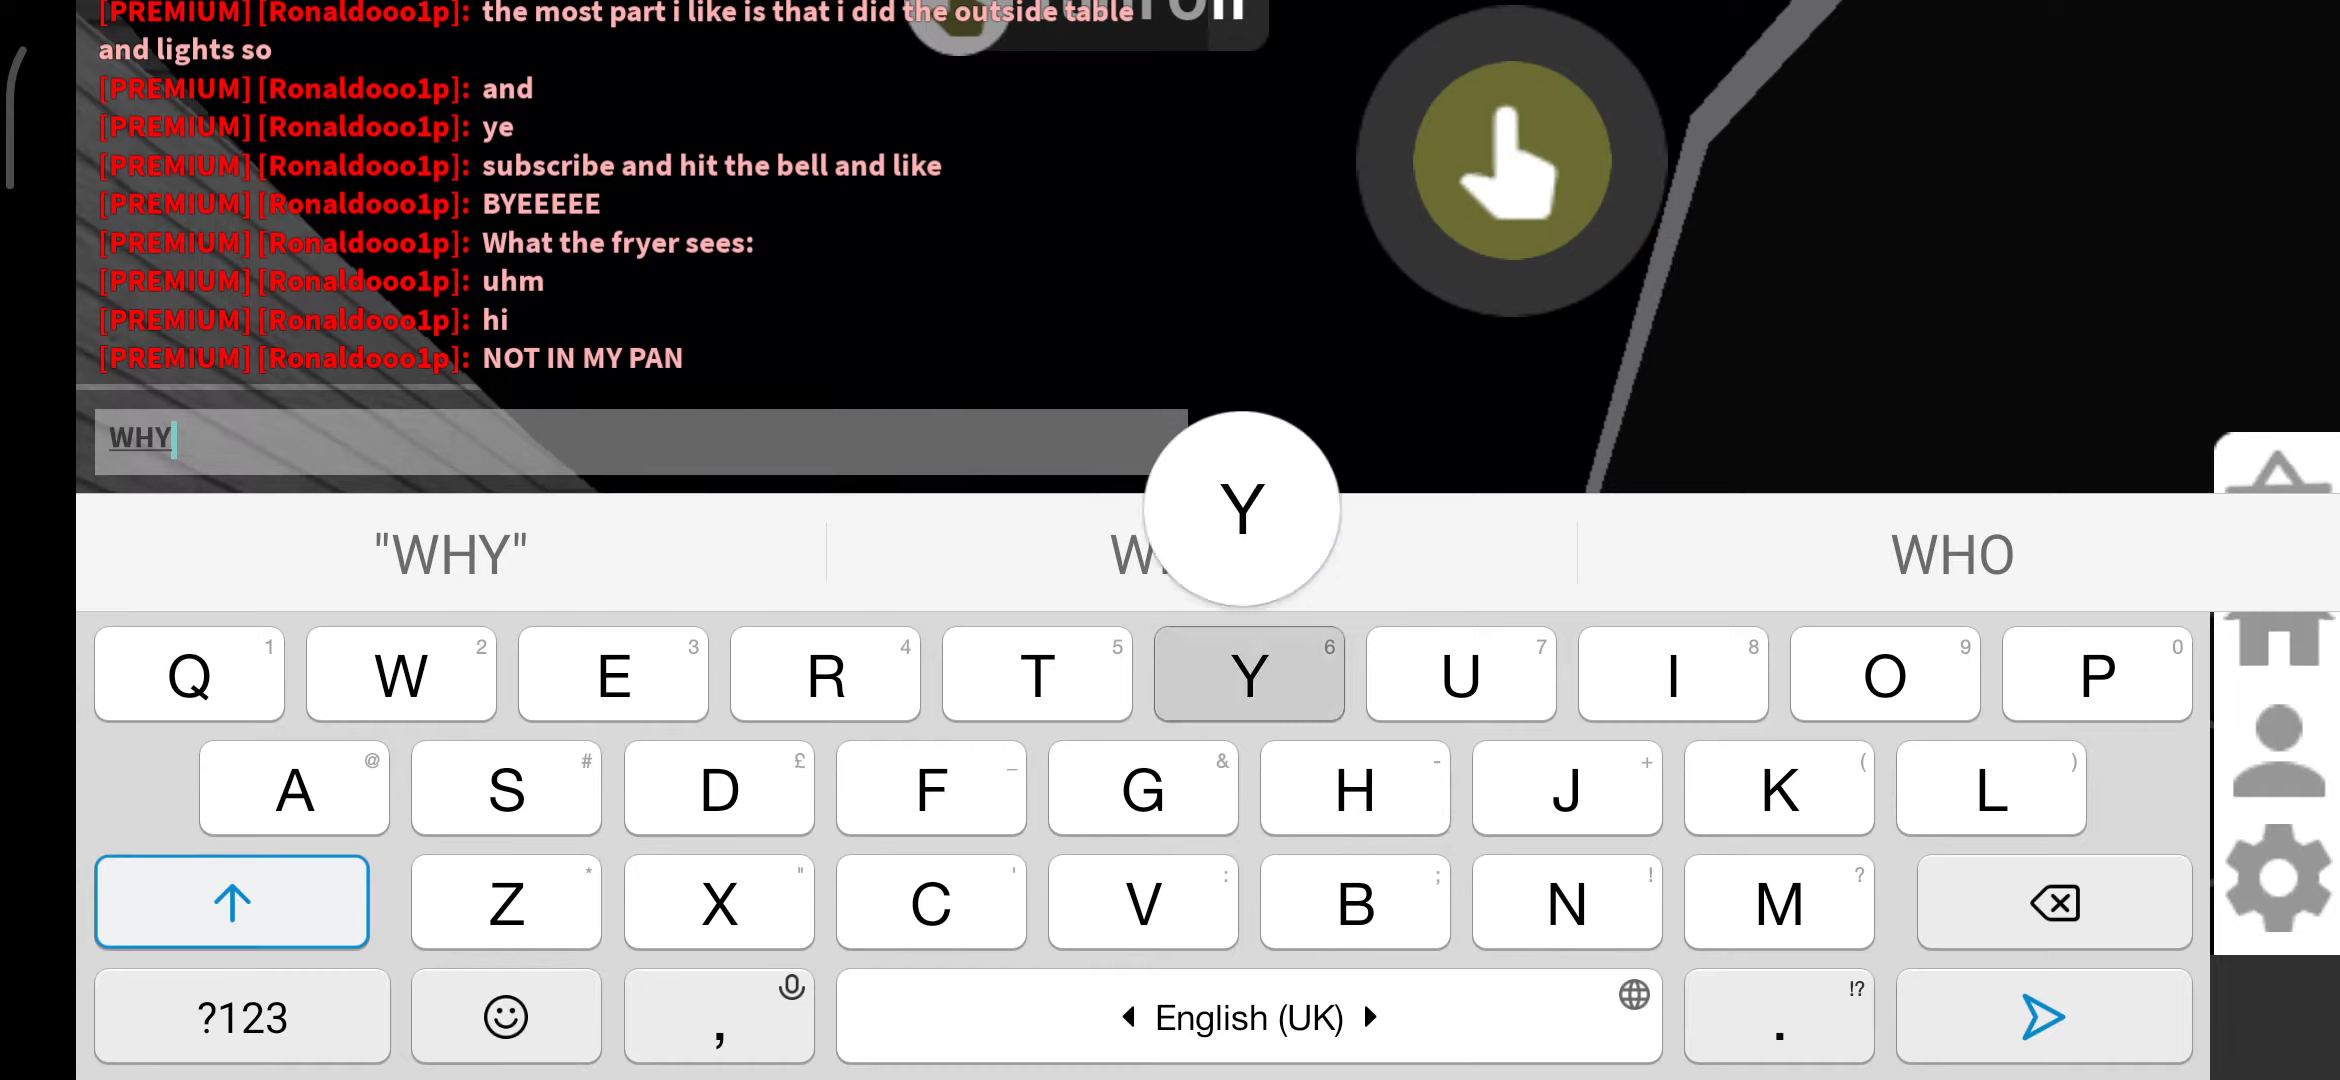 [PREMIUM] [Ronaldooo1p]: the most part i like is that i did the outside table
and lights so
[PREMIUM] [Ronaldooo1p]: and
[PREMIUM] [Ronaldooo1p]: ye
[PREMIUM] [Ronaldooo1p]: subscribe and hit the bell and like
[PREMIUM] [Ronaldooo1p]: BYEEEEE
[PREMIUM] [Ronaldooo1p]: What the fryer sees:
[PREMIUM] [Ronaldooo1p]: uhm
[PREMIUM] [Ronaldooo1p]: hi
[PREMIUM] [Ronaldooo1p]: NOT IN MY PAN
WHY
Y
"WHY" WHO
Q 1 W 2 E 3 R 4 T 5 Y 6 U 7 I 8 O 9 P 0
A @ S # D £ F _ G & H - J + K ( L )
Z * X " C ' V : B ; N ! M ?
?123 , English (UK) . !?